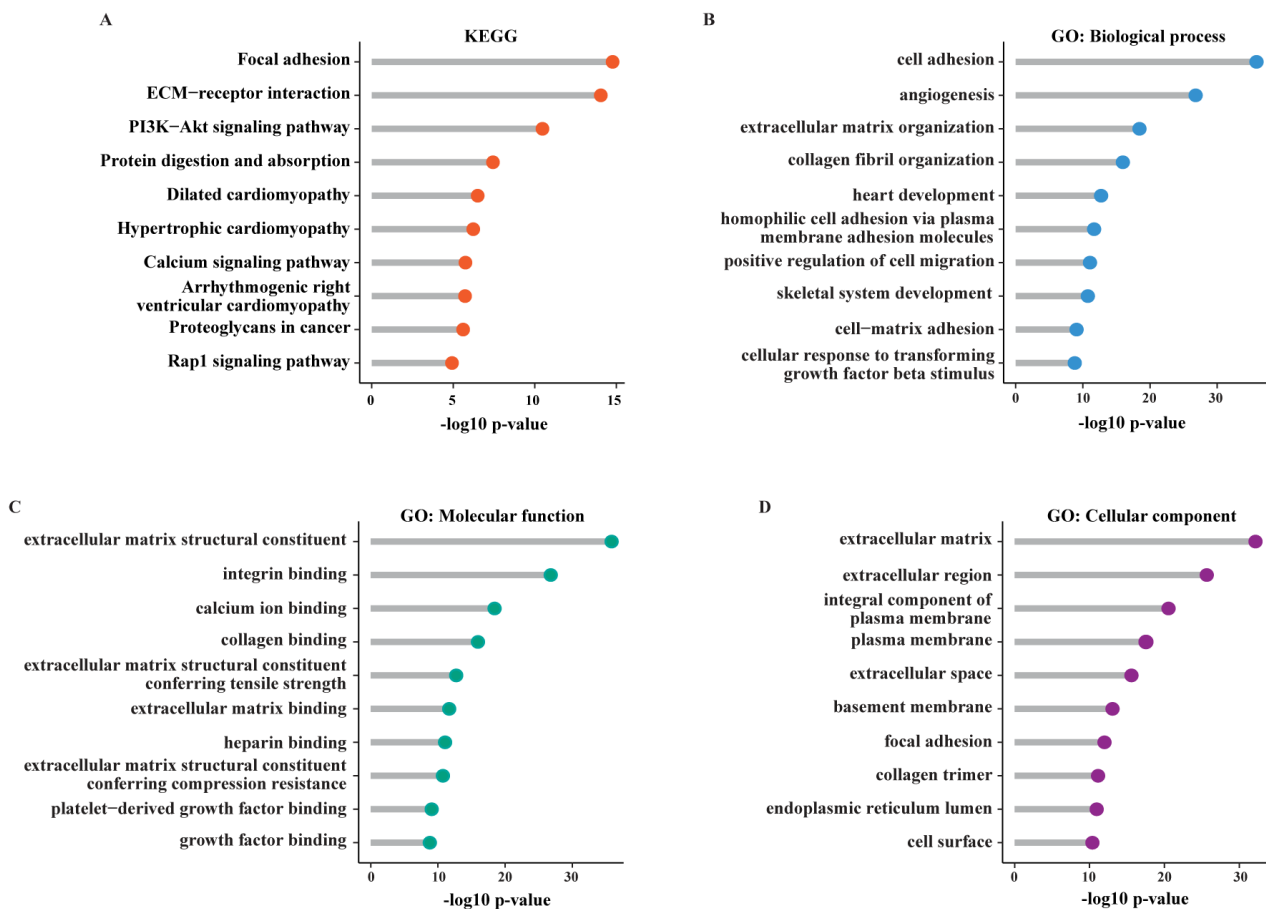 A
KEGG
Focal adhesion
ECM−receptor interaction
PI3K−Akt signaling pathway
Protein digestion and absorption
Dilated cardiomyopathy
Hypertrophic cardiomyopathy
Calcium signaling pathway
Arrhythmogenic right
ventricular cardiomyopathy
Proteoglycans in cancer
Rap1 signaling pathway
0 5 10 15
-log10 p-value
B
GO: Biological process
cell adhesion
angiogenesis
extracellular matrix organization
collagen fibril organization
heart development
homophilic cell adhesion via plasma
membrane adhesion molecules
positive regulation of cell migration
skeletal system development
cell−matrix adhesion
cellular response to transforming
growth factor beta stimulus
0 10 20 30
-log10 p-value
C
GO: Molecular function
extracellular matrix structural constituent
integrin binding
calcium ion binding
collagen binding
extracellular matrix structural constituent
conferring tensile strength
extracellular matrix binding
heparin binding
extracellular matrix structural constituent
conferring compression resistance
platelet−derived growth factor binding
growth factor binding
0 10 20 30
-log10 p-value
D
GO: Cellular component
extracellular matrix
extracellular region
integral component of
plasma membrane
plasma membrane
extracellular space
basement membrane
focal adhesion
collagen trimer
endoplasmic reticulum lumen
cell surface
0 10 20 30
-log10 p-value